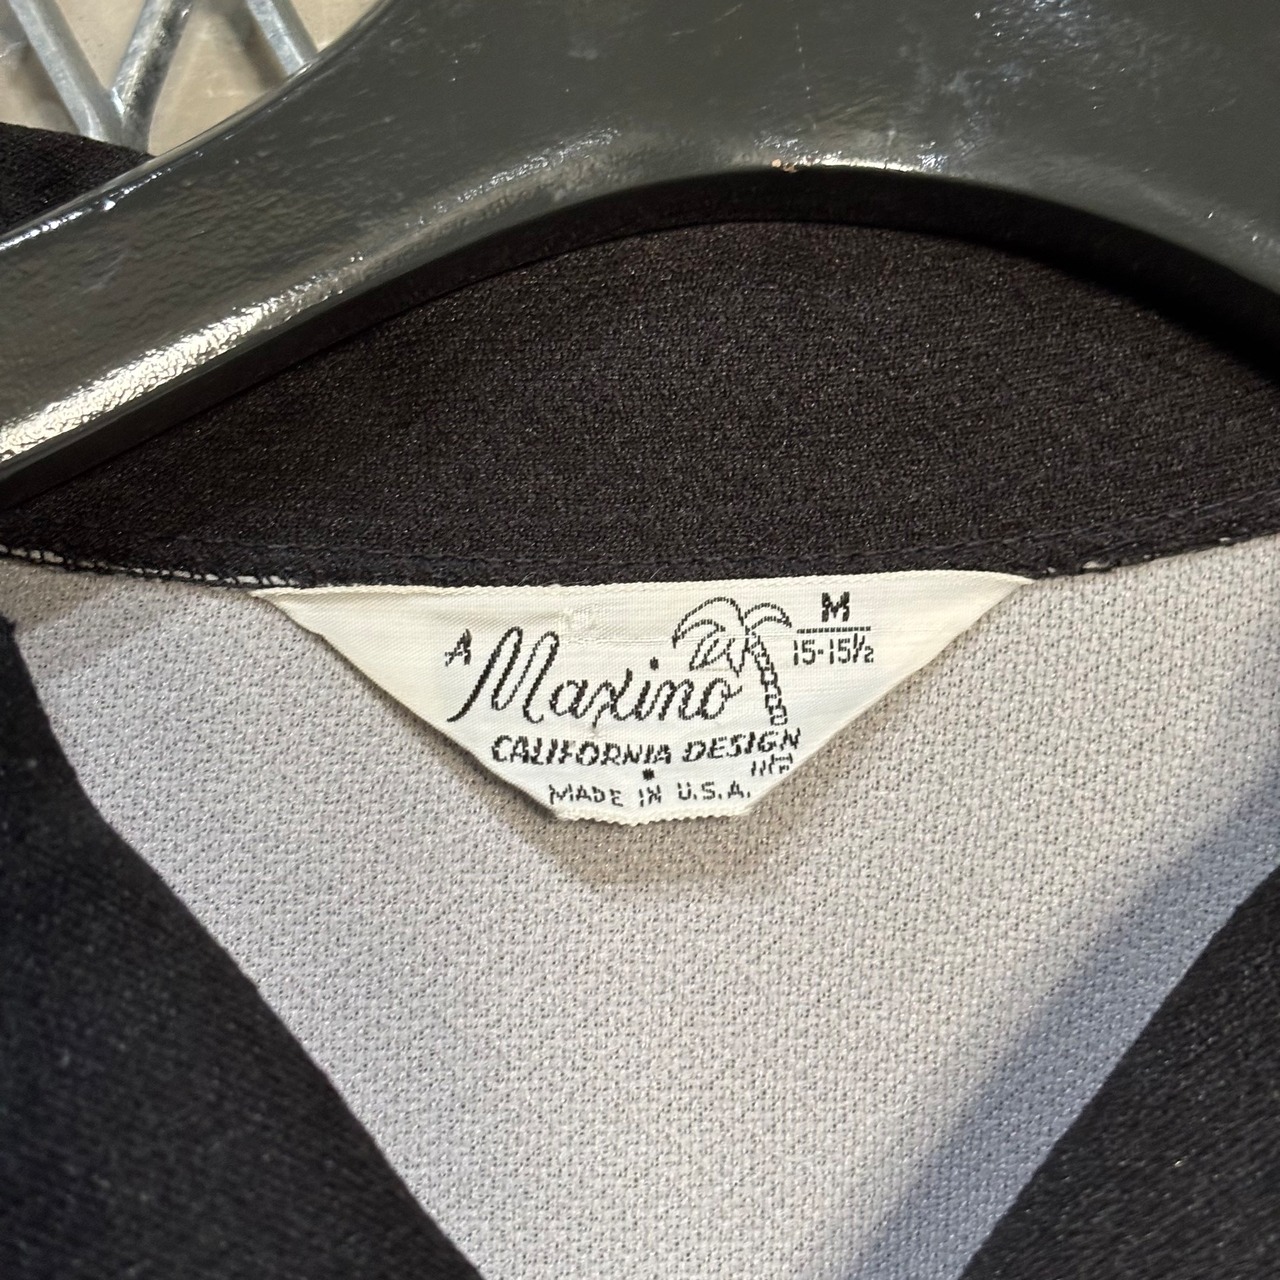 A Maxino
M
15-15½
CALIFORNIA DESIGN
MADE IN U.S.A.